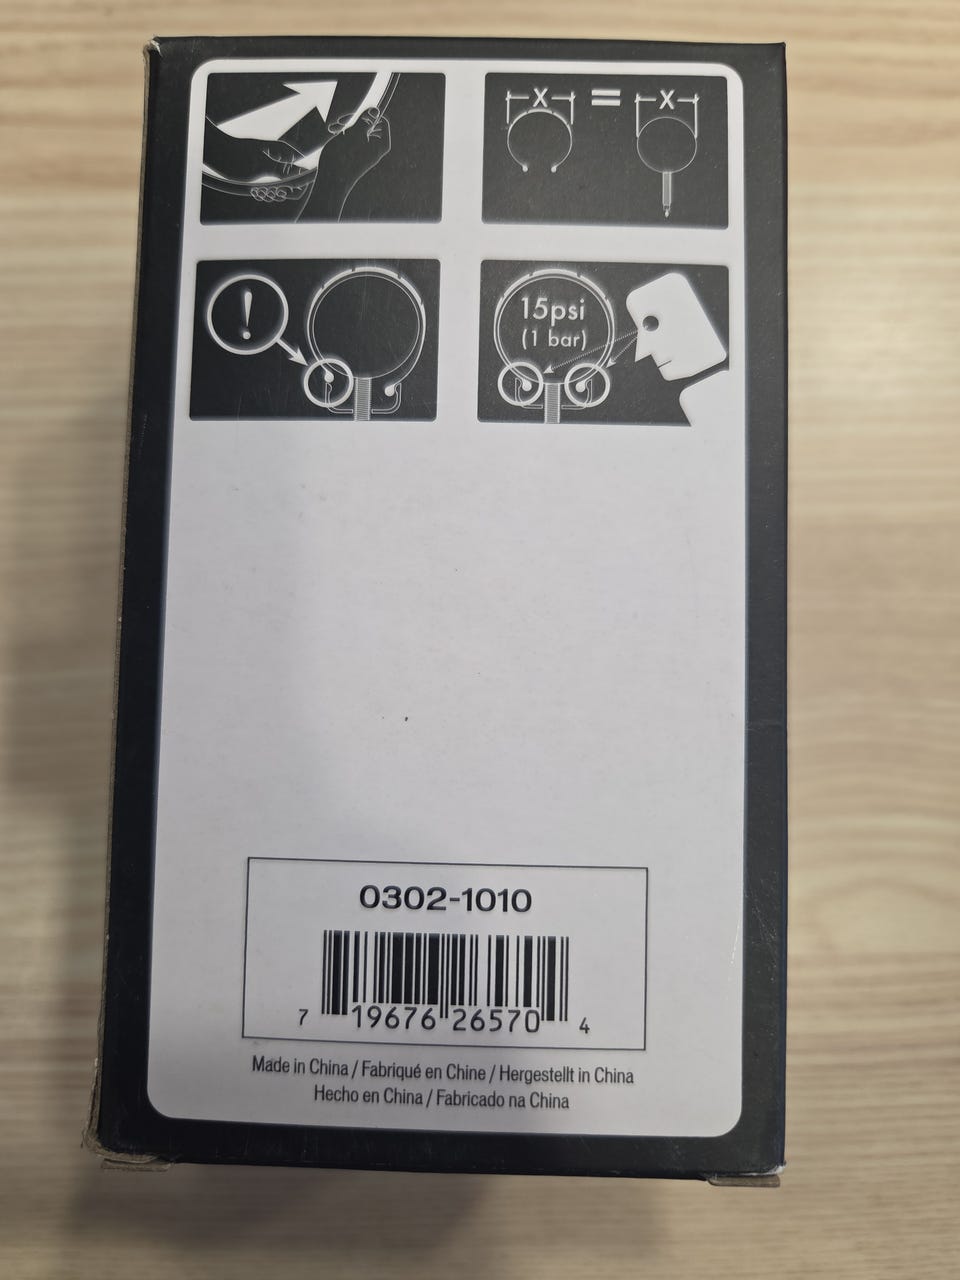 X = X
!
15psi
(1 bar)
0302-1010
7 19676 26570 4
Made in China / Fabriqué en Chine / Hergestellt in China
Hecho en China / Fabricado na China